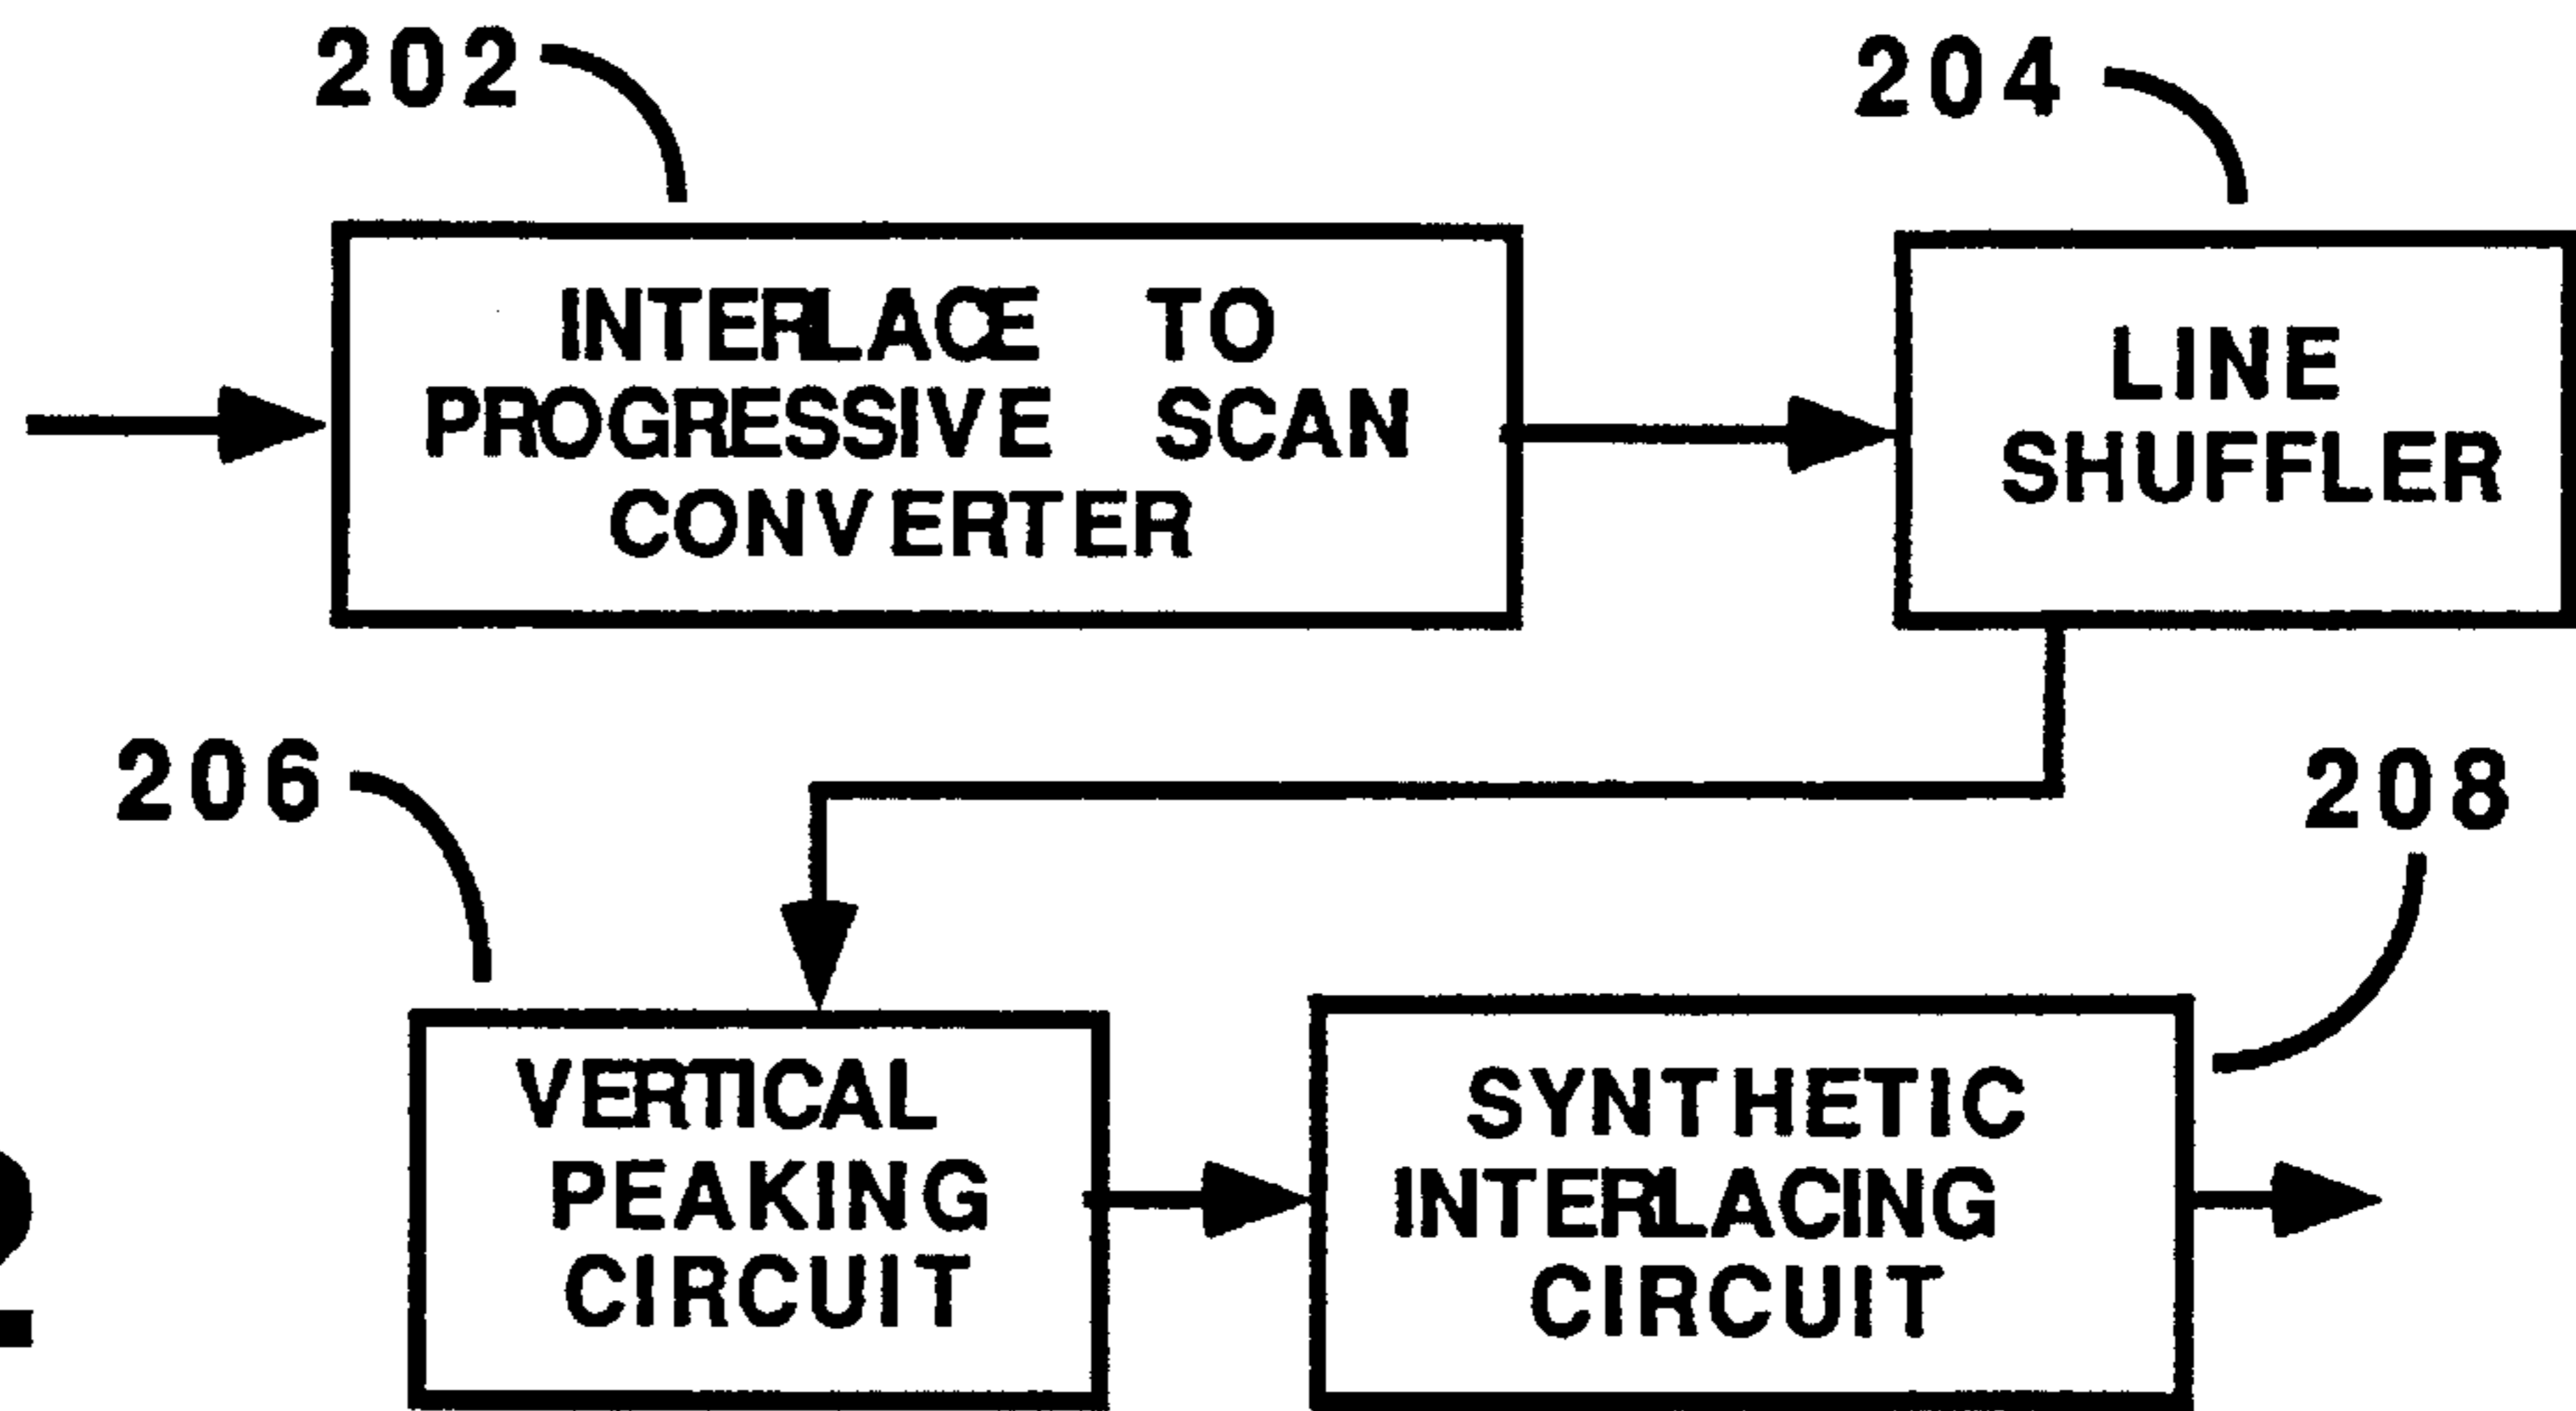 202
204
INTERLACE TO
PROGRESSIVE SCAN
CONVERTER
LINE
SHUFFLER
206
208
VERTICAL
PEAKING
CIRCUIT
SYNTHETIC
INTERLACING
CIRCUIT